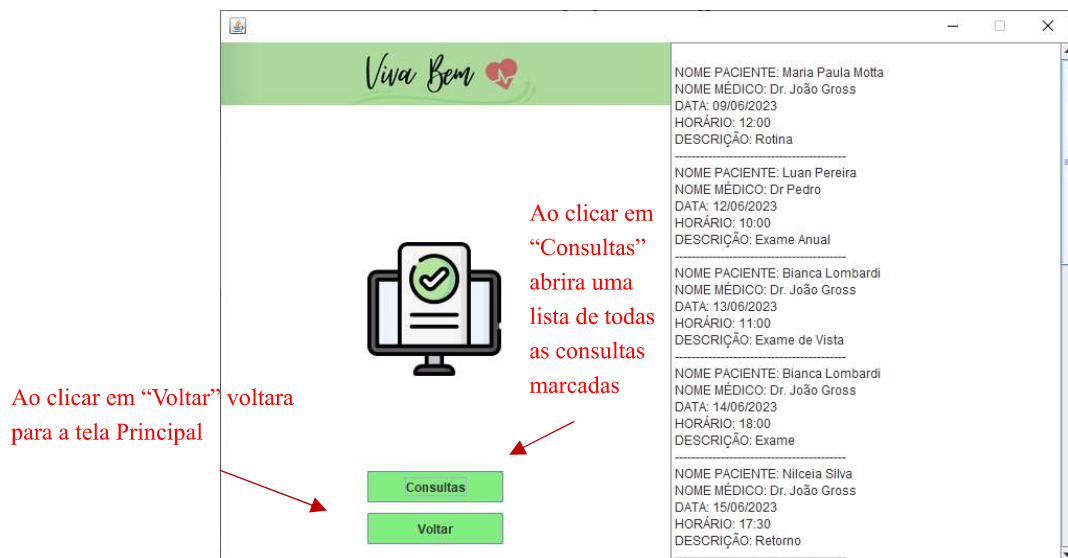 Viva Bem
NOME PACIENTE: Maria Paula Motta
NOME MÉDICO: Dr. João Gross
DATA: 09/06/2023
HORÁRIO: 12:00
DESCRIÇÃO: Rotina
-----------------------------------------
NOME PACIENTE: Luan Pereira
NOME MÉDICO: Dr Pedro
DATA: 12/06/2023
HORÁRIO: 10:00
DESCRIÇÃO: Exame Anual
-----------------------------------------
NOME PACIENTE: Bianca Lombardi
NOME MÉDICO: Dr. João Gross
DATA: 13/06/2023
HORÁRIO: 11:00
DESCRIÇÃO: Exame de Vista
-----------------------------------------
NOME PACIENTE: Bianca Lombardi
NOME MÉDICO: Dr. João Gross
DATA: 14/06/2023
HORÁRIO: 18:00
DESCRIÇÃO: Exame
-----------------------------------------
NOME PACIENTE: Nilceia Silva
NOME MÉDICO: Dr. João Gross
DATA: 15/06/2023
HORÁRIO: 17:30
DESCRIÇÃO: Retorno
-----------------------------------------
Ao clicar em
“Consultas”
abrira uma
lista de todas
as consultas
marcadas
Ao clicar em “Voltar” voltara
para a tela Principal
Consultas
Voltar